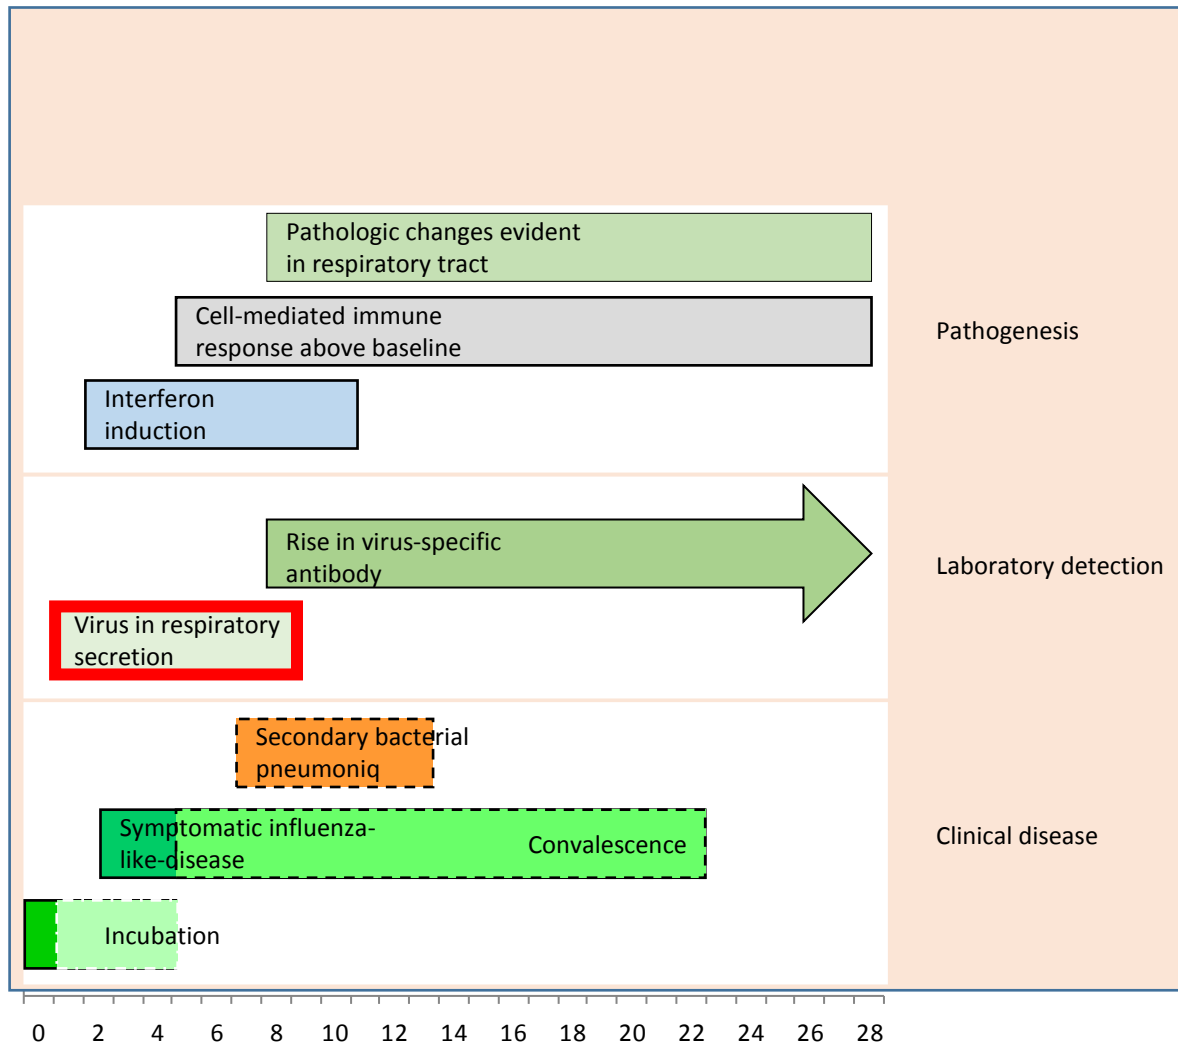 Pathologic changes evident
in respiratory tract
Cell-mediated immune
response above baseline
Pathogenesis
Interferon
induction
Rise in virus-specific
antibody
Laboratory detection
Virus in respiratory
secretion
Secondary bacterial
pneumoniq
Symptomatic influenza-
like-disease
Convalescence
Clinical disease
Incubation
0 2 4 6 8 10 12 14 16 18 20 22 24 26 28